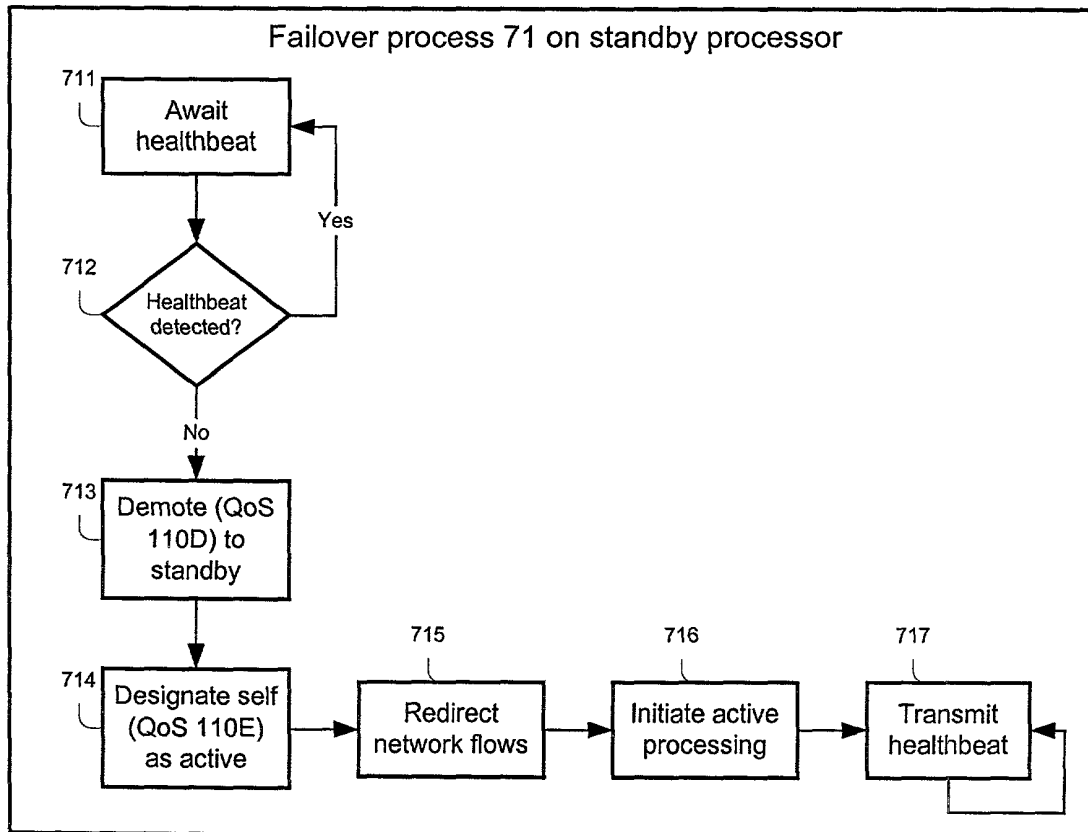 Failover process 71 on standby processor
711
Await
healthbeat
Yes
712
Healthbeat
detected?
No
713
Demote (QoS
110D) to
standby
714
Designate self
(QoS 110E)
as active
715
Redirect
network flows
716
Initiate active
processing
717
Transmit
healthbeat